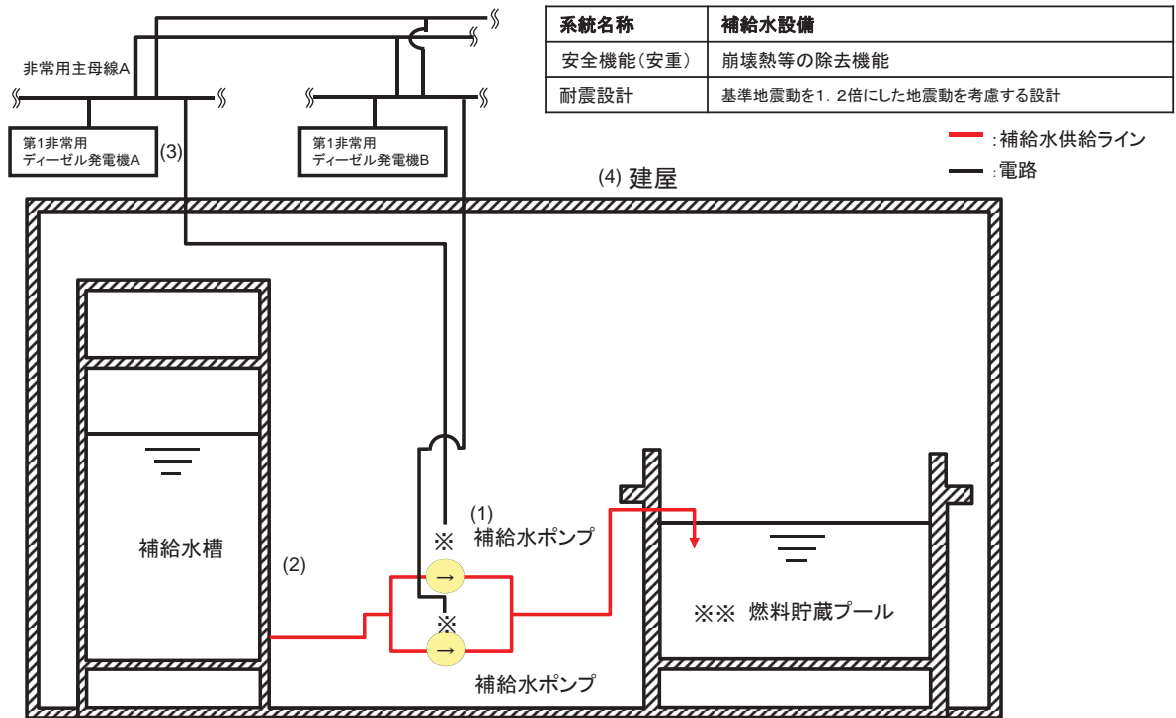 系統名称 補給水設備
安全機能(安重) 崩壊熱等の除去機能
耐震設計 基準地震動を1.2倍にした地震動を考慮する設計
非常用主母線A
第1非常用
ディーゼル発電機A
(3)
第1非常用
ディーゼル発電機B
:補給水供給ライン
:電路
(4) 建屋
補給水槽
(2)
(1)
※ 補給水ポンプ
→
※
→
補給水ポンプ
※※ 燃料貯蔵プール